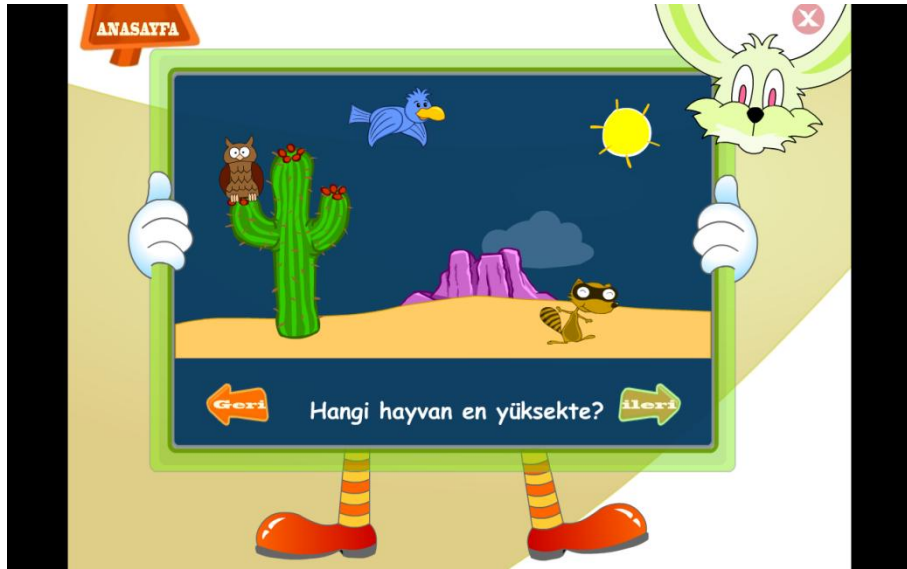 ANASAYFA
X
Geri
Hangi hayvan en yüksekte?
ileri